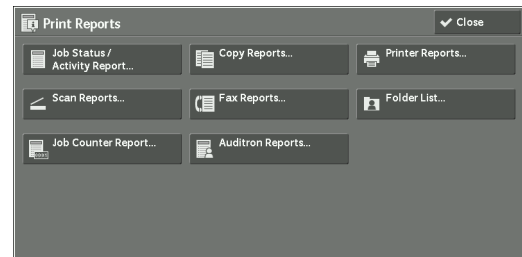 Print Reports
Close
Job Status /
Activity Report...
Copy Reports...
Printer Reports...
Scan Reports...
Fax Reports...
Folder List...
Job Counter Report...
Auditron Reports...